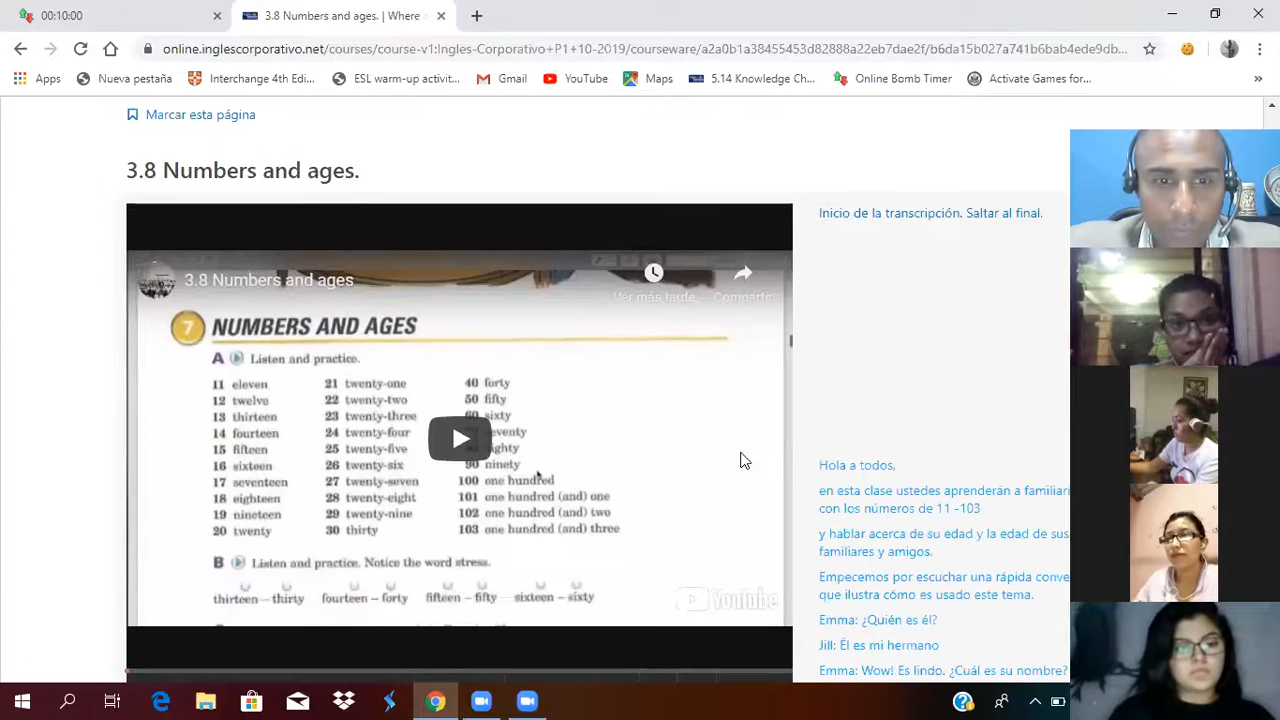 00:10:00
3.8 Numbers and ages. | Where
online.inglescorporativo.net/courses/course-v1:Ingles-Corporativo+P1+10-2019/courseware/a2a0b1a38455453d82888a22eb7dae2f/b6da15b027a741b6bab4ede9db...
Apps Nueva pestaña Interchange 4th Edi... ESL warm-up activit... Gmail YouTube Maps 5.14 Knowledge Ch... Online Bomb Timer Activate Games for... »
Marcar esta página
3.8 Numbers and ages.
Inicio de la transcripción. Saltar al final.
3.8 Numbers and ages
Ver más tarde Compartir
7 NUMBERS AND AGES
A Listen and practice.
11 eleven 21 twenty-one 40 forty
12 twelve 22 twenty-two 50 fifty
13 thirteen 23 twenty-three 60 sixty
14 fourteen 24 twenty-four seventy
15 fifteen 25 twenty-five eighty
16 sixteen 26 twenty-six 90 ninety
17 seventeen 27 twenty-seven 100 one hundred
18 eighteen 28 twenty-eight 101 one hundred (and) one
19 nineteen 29 twenty-nine 102 one hundred (and) two
20 twenty 30 thirty 103 one hundred (and) three
B Listen and practice. Notice the word stress.
thirteen – thirty fourteen – forty fifteen – fifty sixteen – sixty
YouTube
Hola a todos,
en esta clase ustedes aprenderán a familiari
con los números de 11 -103
y hablar acerca de su edad y la edad de sus
familiares y amigos.
Empecemos por escuchar una rápida conve
que ilustra cómo es usado este tema.
Emma: ¿Quién es él?
Jill: Él es mi hermano
Emma: Wow! Es lindo. ¿Cuál es su nombre?